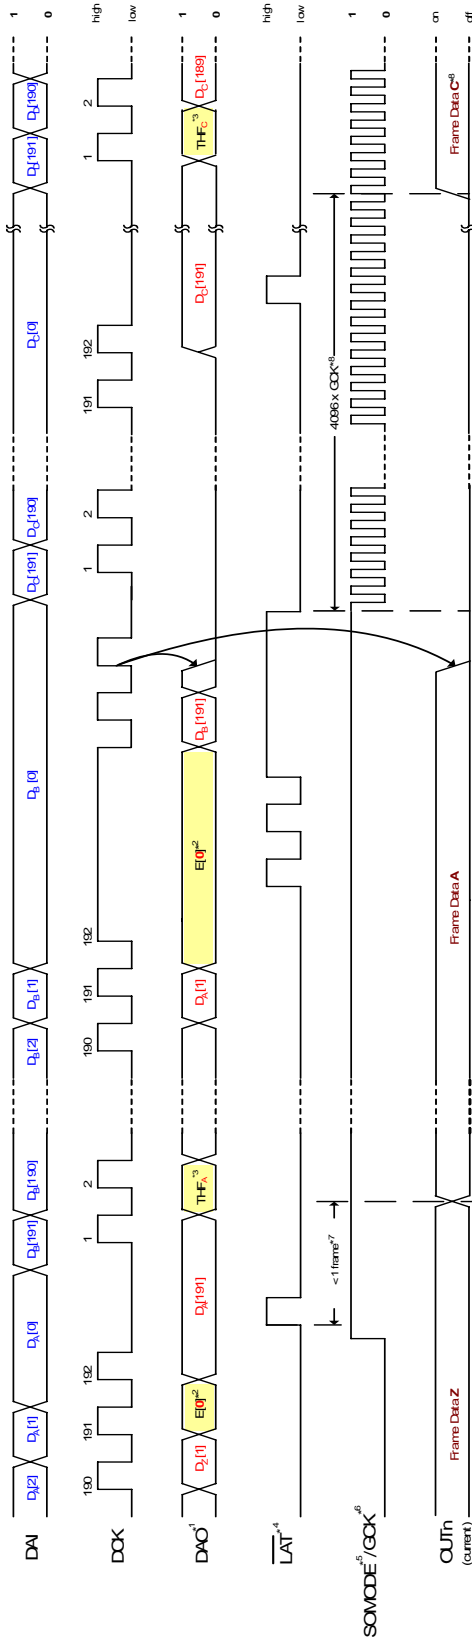 DAI D_A[2] D_A[1] D_A[0] D_B[191] D_B[190] D_B[2] D_B[1] D_B[0] D_C[191] D_C[190] D_C[0] D_D[191] D_D[190] 1
0
DCK 190 191 192 1 2 190 191 192 1 2 191 192 1 2 high
low
DAO*1 D_Z[1] E[0]*2 D_A[191] THF_A*3 D_A[1] E[0]*2 D_B[191] D_C[191] THF_C*3 D_C[189] 1
0
LAT*4 high
low
< 1 frame*7 4096 x GCK*8
SOMODE*5/GCK*6 1
0
OUTn Frame Data Z Frame Data A Frame Data C*8 on
(current) off